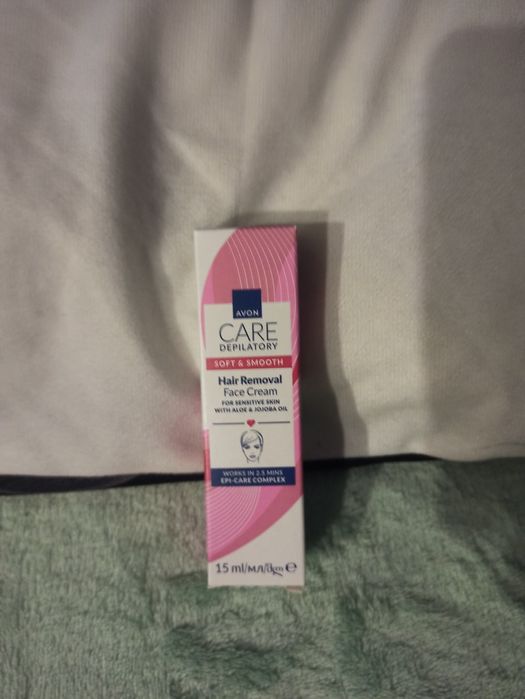 AVON
CARE
DEPILATORY
SOFT & SMOOTH
Hair Removal
Face Cream
FOR SENSITIVE SKIN
WITH ALOE & JOJOBA OIL
WORKS IN 2.5 MINS
EPI-CARE COMPLEX
15 ml/мл/ ℮